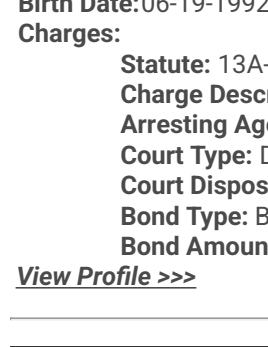 Birth Date:06-19-1992
Charges:
Statute: 13A-
Charge Descr
Arresting Age
Court Type: D
Court Dispos
Bond Type: B
Bond Amoun
View Profile >>>